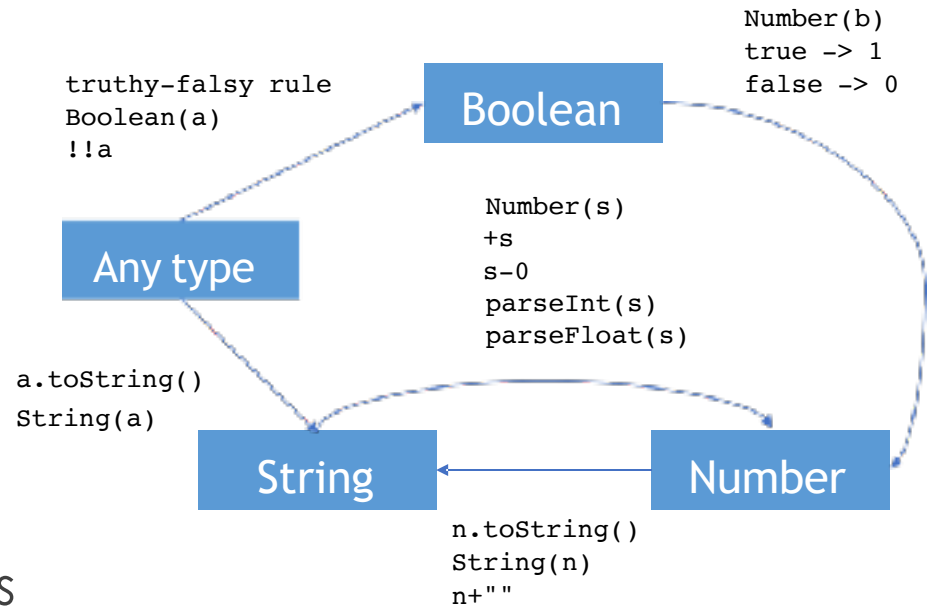 Number(b)
true -> 1
false -> 0
truthy-falsy rule
Boolean(a)
!!a
Boolean
Number(s)
+s
s-0
parseInt(s)
parseFloat(s)
Any type
a.toString()
String(a)
String
Number
n.toString()
String(n)
n+""
S